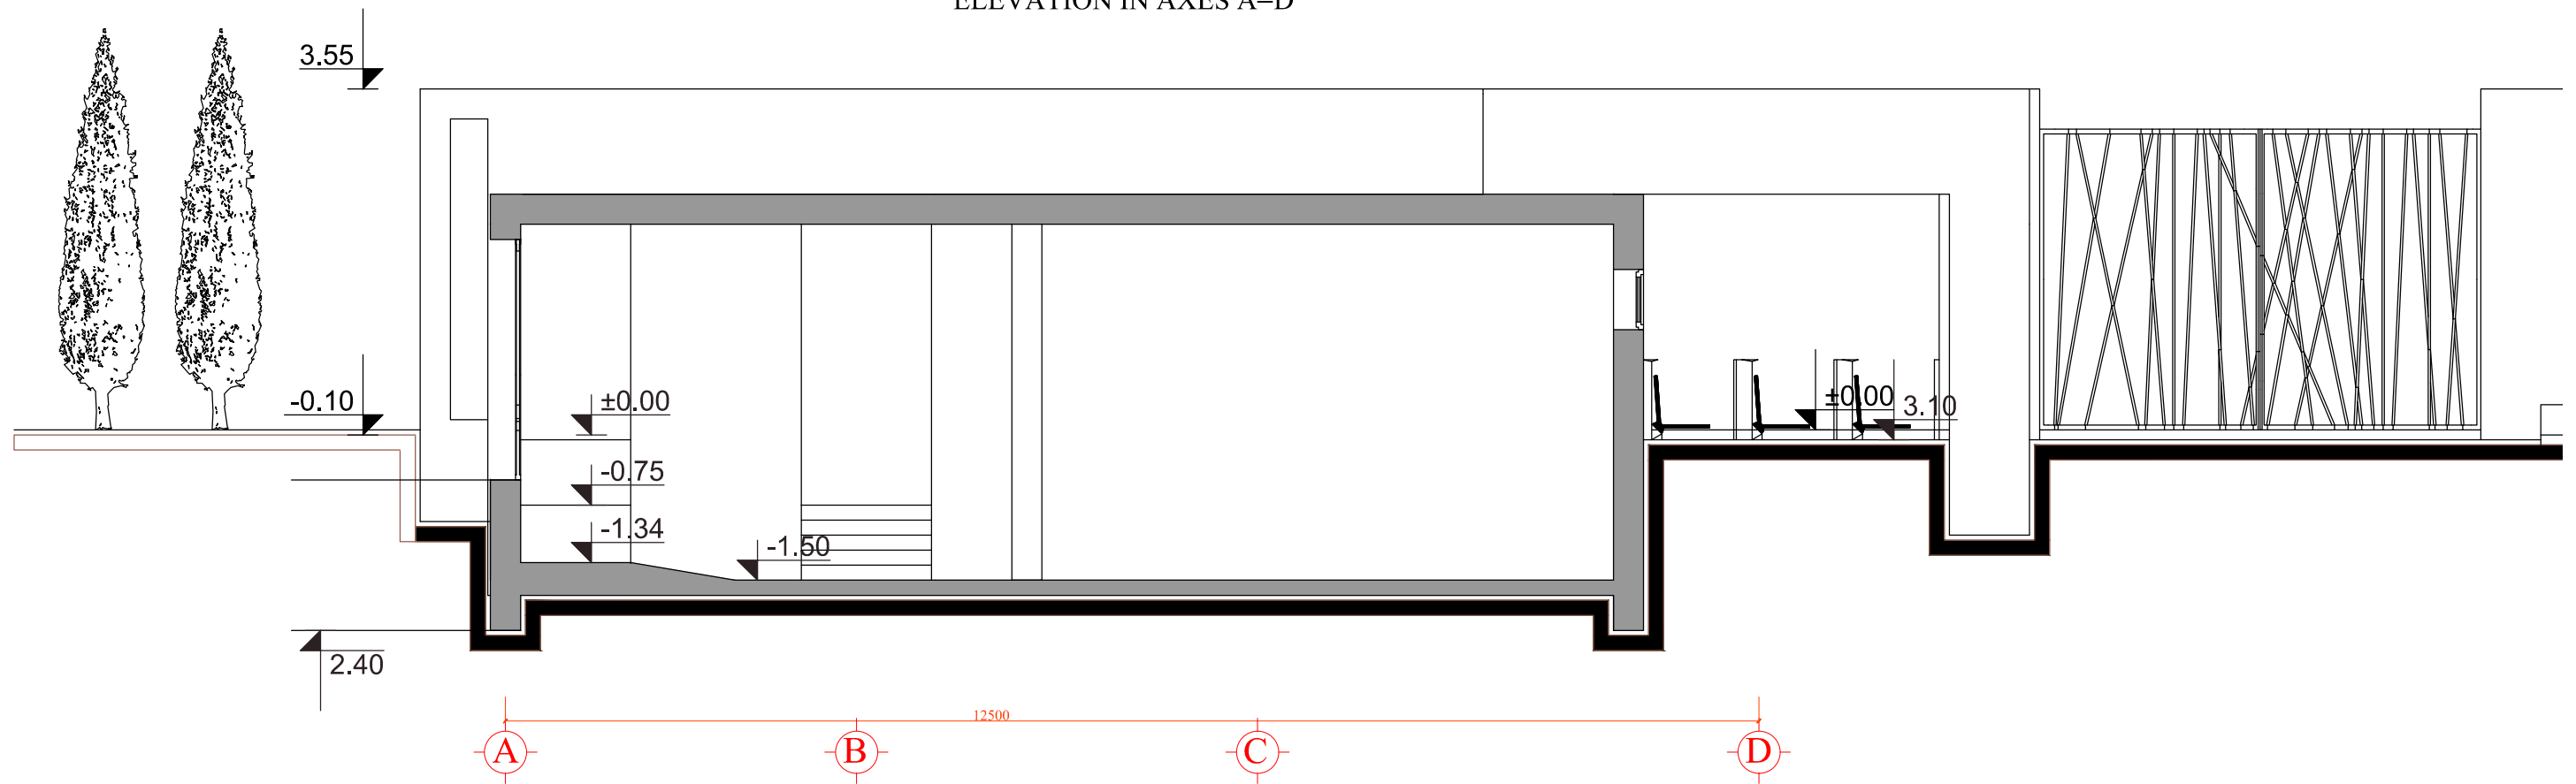 ELEVATION IN AXES A–D
3.55
-0.10
±0.00
±0.00
3.10
-0.75
-1.34
-1.50
2.40
12500
A
B
C
D